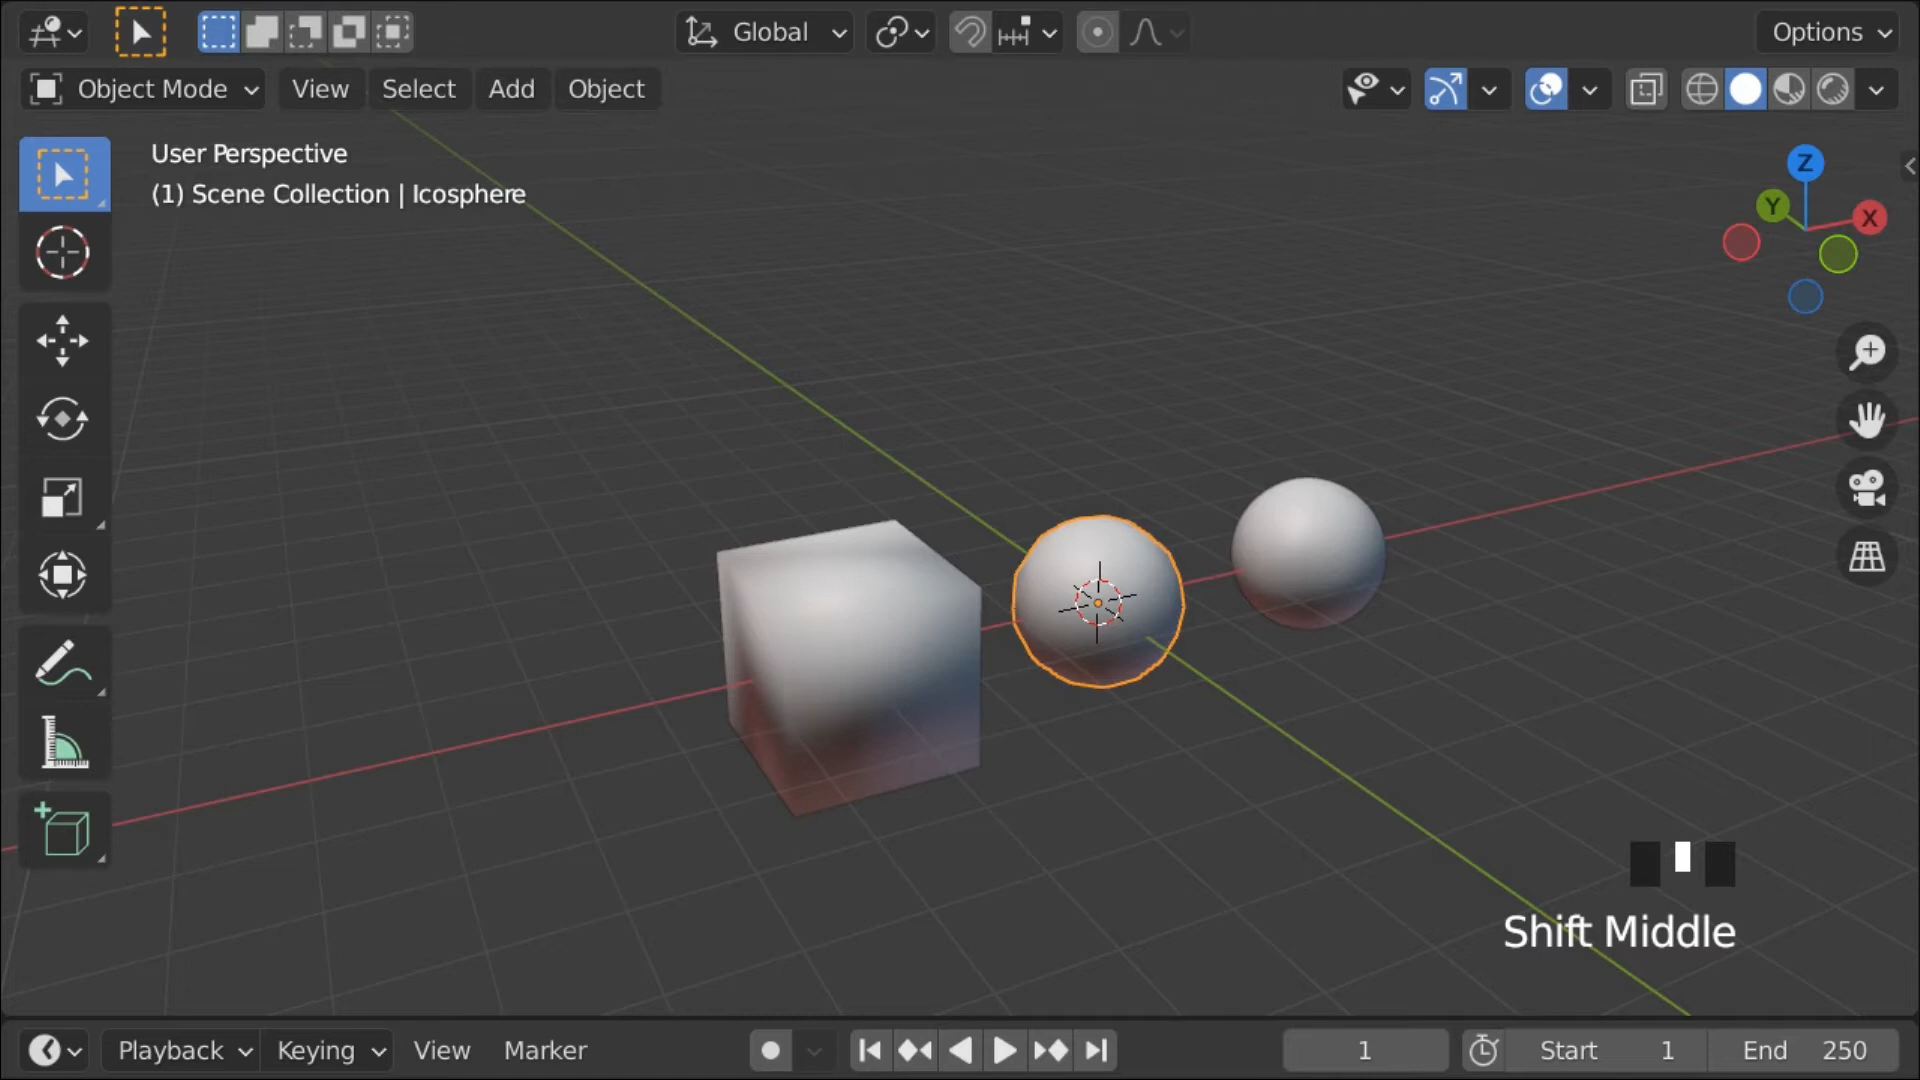 Global
Options
Object Mode
View
Select
Add
Object
User Perspective
(1) Scene Collection | Icosphere
Z
Y
X
Shift Middle
Playback
Keying
View
Marker
1
Start 1
End 250